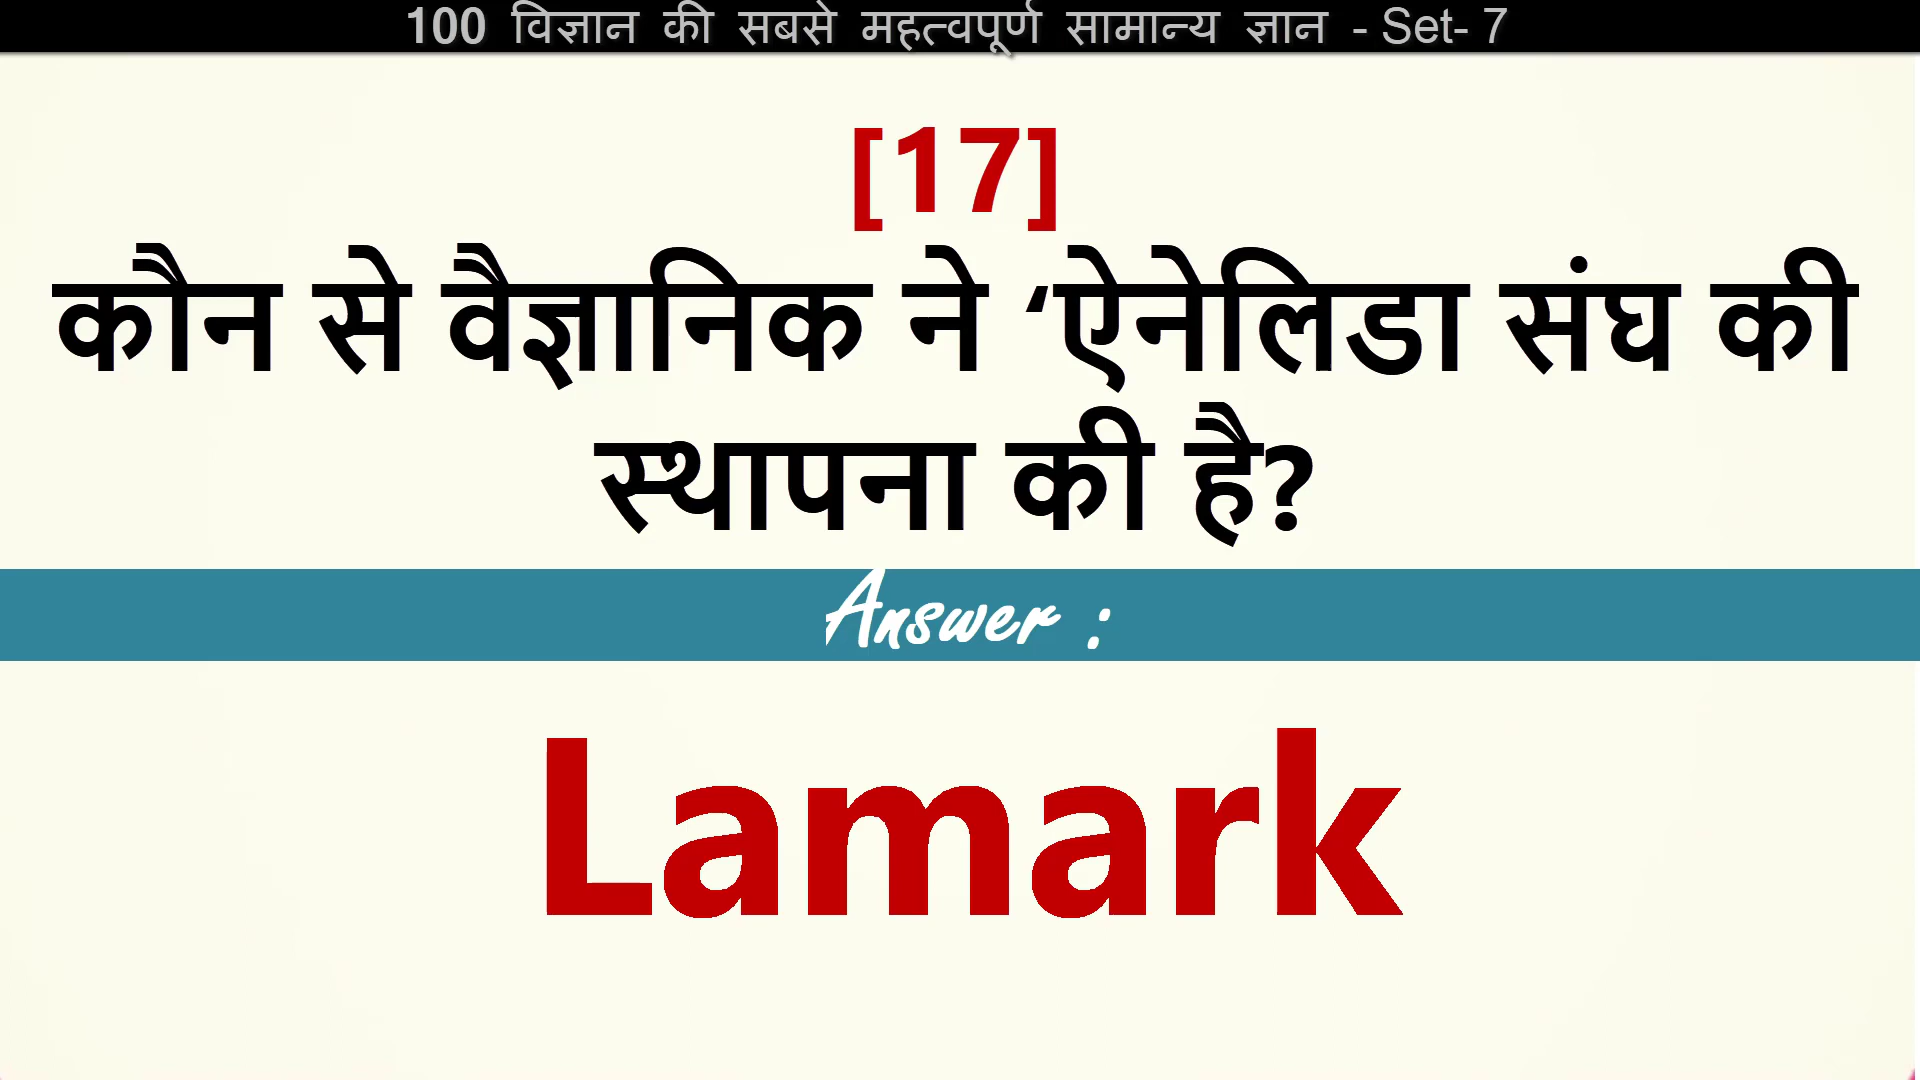 100 विज्ञान की सबसे महत्वपूर्ण सामान्य ज्ञान - Set- 7
[17]
कौन से वैज्ञानिक ने ‘ऐनेलिडा संघ की
स्थापना की है?
Answer :
Lamark